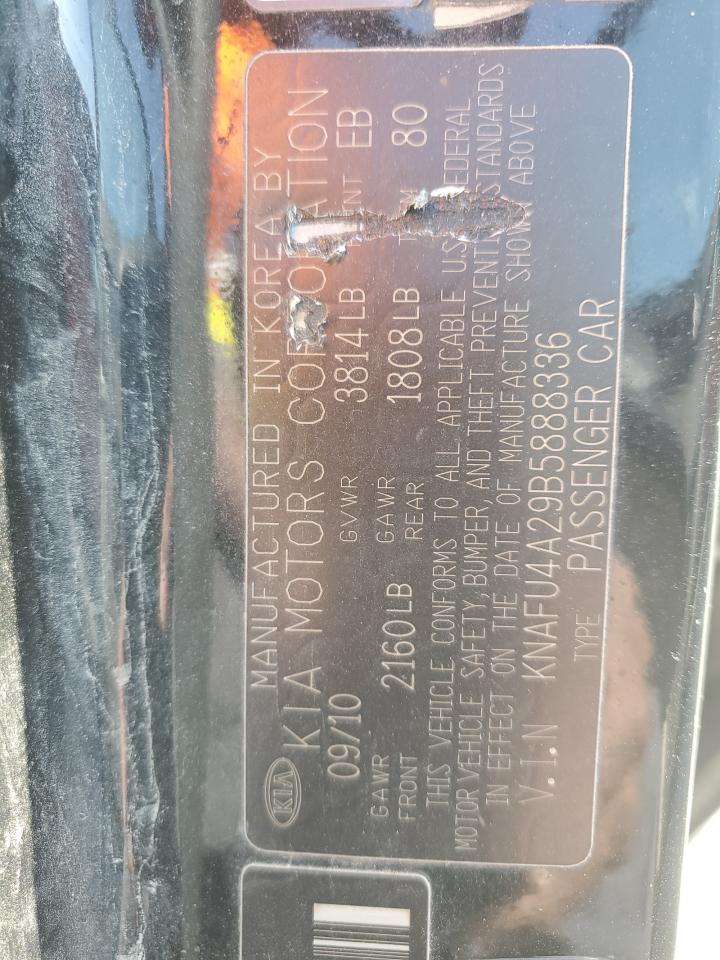 KIA MANUFACTURED IN KOREA BY
KIA MOTORS CORPORATION
09/10 GVWR 3814LB EB
GAWR FRONT 2160LB GAWR REAR 1808LB 80
THIS VEHICLE CONFORMS TO ALL APPLICABLE U.S. FEDERAL
MOTOR VEHICLE SAFETY, BUMPER, AND THEFT PREVENTION STANDARDS
IN EFFECT ON THE DATE OF MANUFACTURE SHOWN ABOVE
V.I.N KNAFU4A29B5888336
TYPE PASSENGER CAR